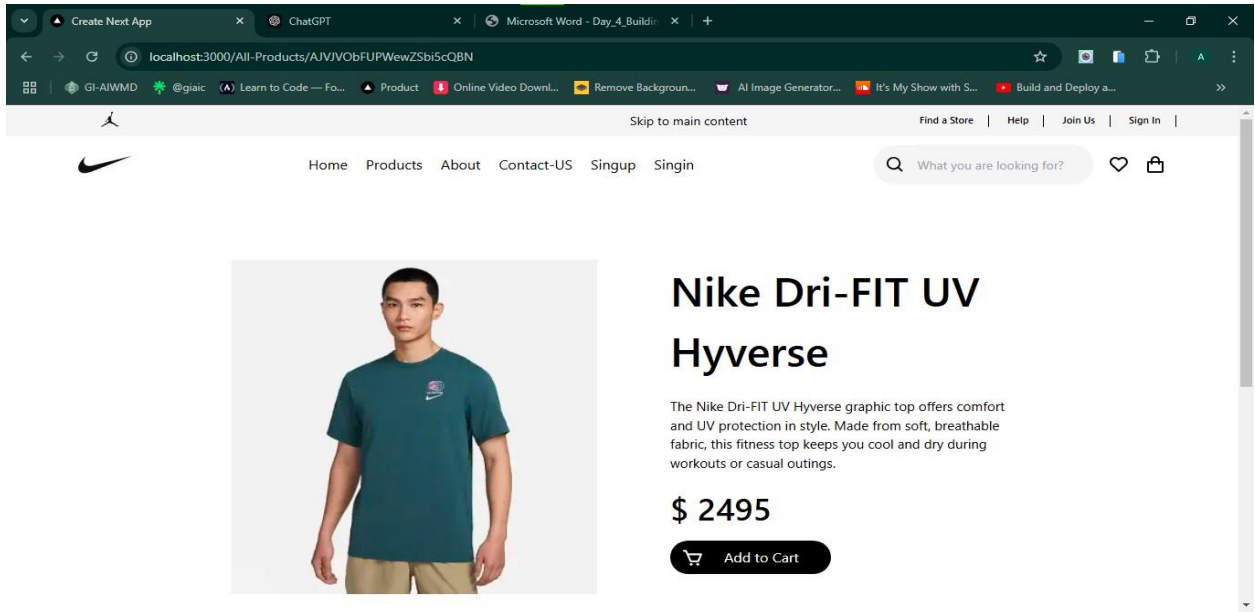 Create Next App
ChatGPT
Microsoft Word - Day_4_Buildin
localhost:3000/All-Products/AJVJVObFUPWewZSbi5cQBN
A
GI-AIWMD @giaic Learn to Code — Fo... Product Online Video Downl... Remove Backgroun... AI Image Generator... It's My Show with S... Build and Deploy a...
Skip to main content Find a Store | Help | Join Us | Sign In |
Home Products About Contact-US Singup Singin What you are looking for?
Nike Dri-FIT UV
Hyverse
The Nike Dri-FIT UV Hyverse graphic top offers comfort
and UV protection in style. Made from soft, breathable
fabric, this fitness top keeps you cool and dry during
workouts or casual outings.
$ 2495
Add to Cart